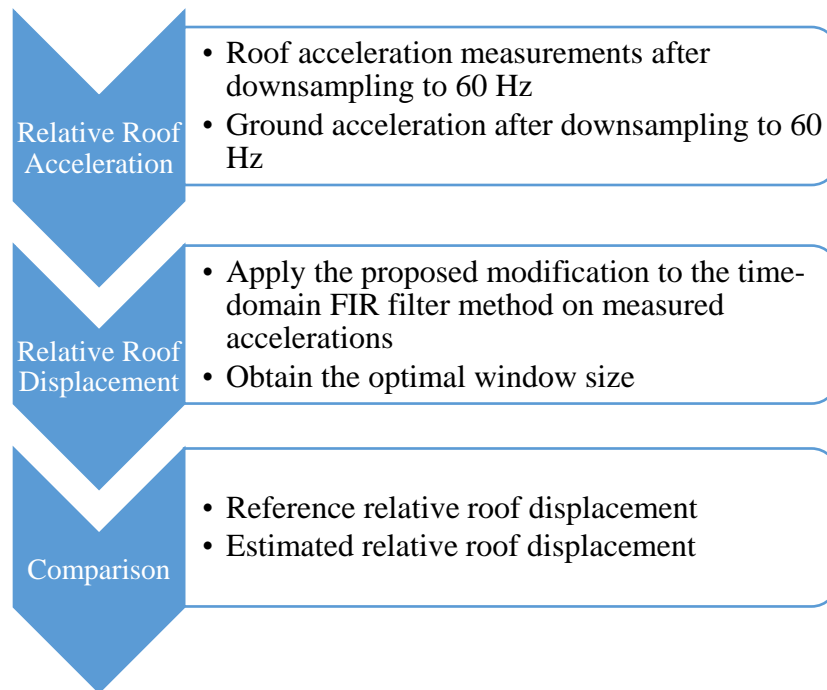 Relative Roof
Acceleration
• Roof acceleration measurements after
downsampling to 60 Hz
• Ground acceleration after downsampling to 60
Hz
Relative Roof
Displacement
• Apply the proposed modification to the time-
domain FIR filter method on measured
accelerations
• Obtain the optimal window size
Comparison
• Reference relative roof displacement
• Estimated relative roof displacement